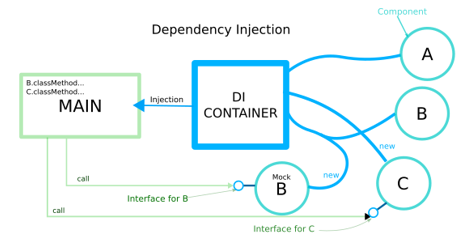 Component
Dependency Injection
A
B.classMethod...
C.classMethod...
MAIN
Injection
DI
CONTAINER
B
new
Mock
B
new
C
call
Interface for B
call
Interface for C